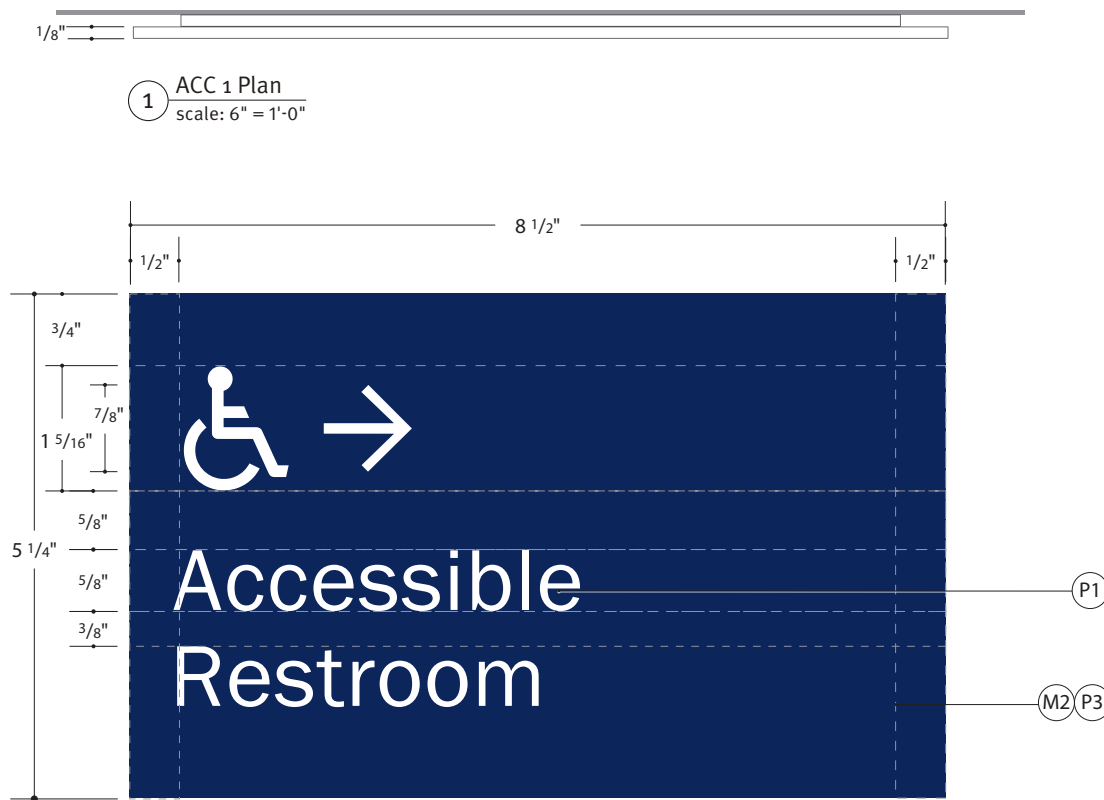 1/8"
1 ACC 1 Plan
scale: 6" = 1'-0"
8 1/2"
1/2" 1/2"
3/4"
7/8"
1 5/16"
5/8"
5 1/4"
5/8"
3/8"
Accessible
Restroom
P1
M2 P3